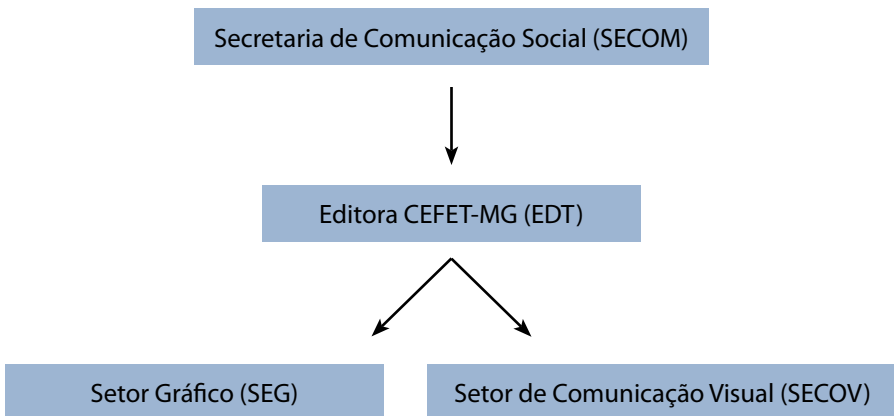 Secretaria de Comunicação Social (SECOM)
Editora CEFET-MG (EDT)
Setor Gráfico (SEG)
Setor de Comunicação Visual (SECOV)